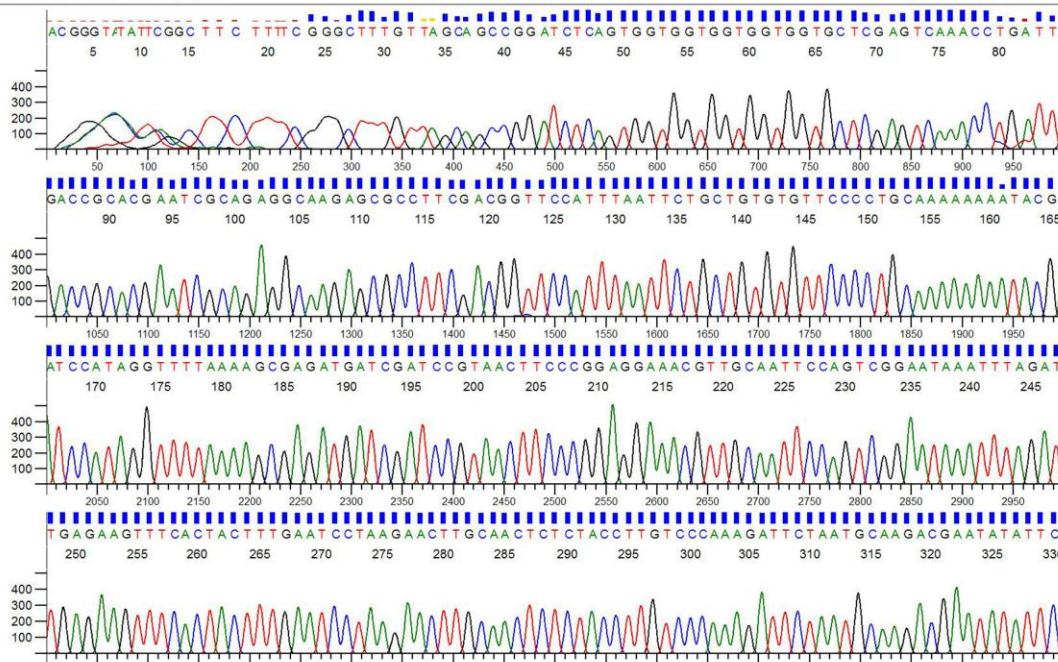 ACGGGTATATTCGGC T TC TTTTC GGGCTTTGTTAGCAGCCGGATCTCAGTGGTGGTGGTGGTGGTGCTCGAGTCAAACCTGATT
5 10 15 20 25 30 35 40 45 50 55 60 65 70 75 80
400
300
200
100
50 100 150 200 250 300 350 400 450 500 550 600 650 700 750 800 850 900 950
GACCGCACGAATCGCAGAGGCAAGAGCGCCTTCGACGGTTCCATTTAATTCTGCTGTGTGTTCCCCTGCAAAAAAAATACG
90 95 100 105 110 115 120 125 130 135 140 145 150 155 160 165
400
300
200
100
1050 1100 1150 1200 1250 1300 1350 1400 1450 1500 1550 1600 1650 1700 1750 1800 1850 1900 1950
ATCCATAGGTTTTAAAAGCGAGATGATCGATCCGTAACTTCCCGGAGGAAACGTTGCAATTCCAGTCGGAATAAATTTAGAT
170 175 180 185 190 195 200 205 210 215 220 225 230 235 240 245
400
300
200
100
2050 2100 2150 2200 2250 2300 2350 2400 2450 2500 2550 2600 2650 2700 2750 2800 2850 2900 2950
TGAGAAGTTTCACTACTTTGAATCCTAAGAACTTGCAACTCTCTACCTTGTCCCAAAGATTCTAATGCAAGACGAATATATTC
250 255 260 265 270 275 280 285 290 295 300 305 310 315 320 325 330
400
300
200
100